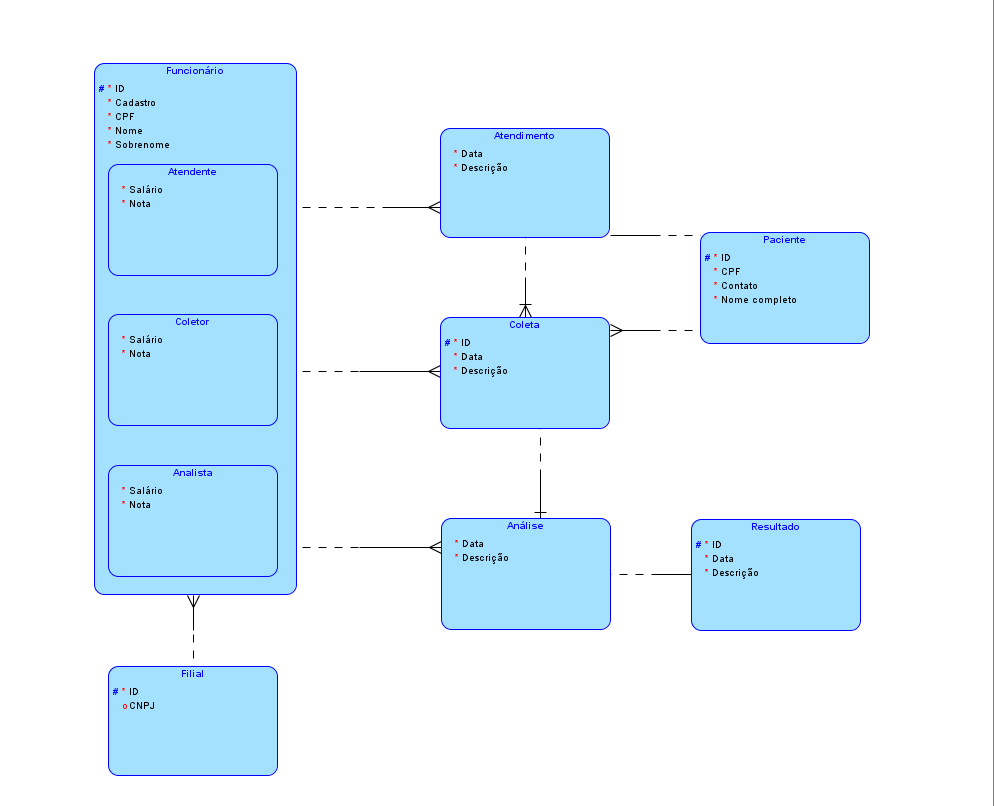 Funcionário
# * ID
* Cadastro
* CPF
* Nome
* Sobrenome
Atendente
* Salário
* Nota
Coletor
* Salário
* Nota
Analista
* Salário
* Nota
Filial
# * ID
o CNPJ
Atendimento
* Data
* Descrição
Coleta
# * ID
* Data
* Descrição
Análise
* Data
* Descrição
Paciente
# * ID
* CPF
* Contato
* Nome completo
Resultado
# * ID
* Data
* Descrição